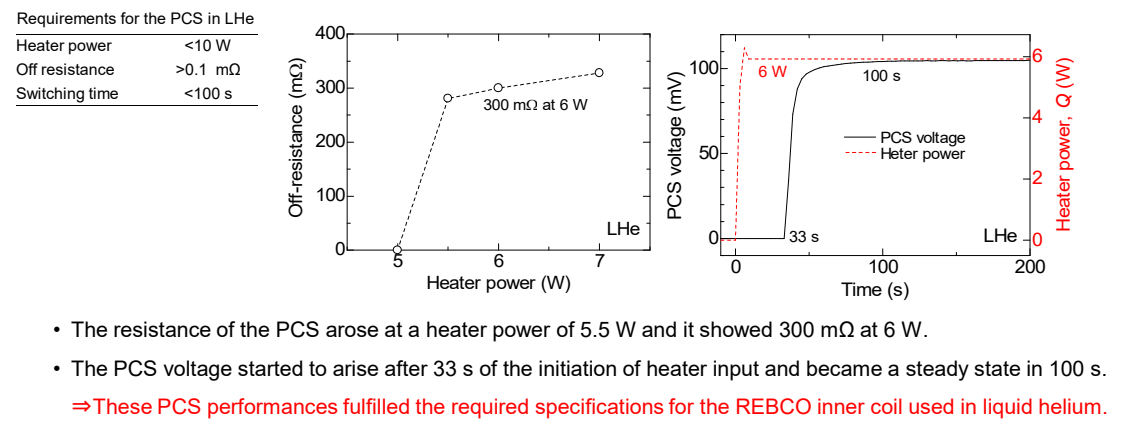 Requirements for the PCS in LHe
Heater power <10 W
Off resistance >0.1 mΩ
Switching time <100 s
400
300
200
100
0
Off-resistance (mΩ)
300 mΩ at 6 W
LHe
5 6 7
Heater power (W)
100
50
0
PCS voltage (mV)
6 W
100 s
PCS voltage
Heter power
33 s
LHe
6
4
2
0
Heater power, Q (W)
0 100 200
Time (s)
• The resistance of the PCS arose at a heater power of 5.5 W and it showed 300 mΩ at 6 W.
• The PCS voltage started to arise after 33 s of the initiation of heater input and became a steady state in 100 s.
⇒These PCS performances fulfilled the required specifications for the REBCO inner coil used in liquid helium.